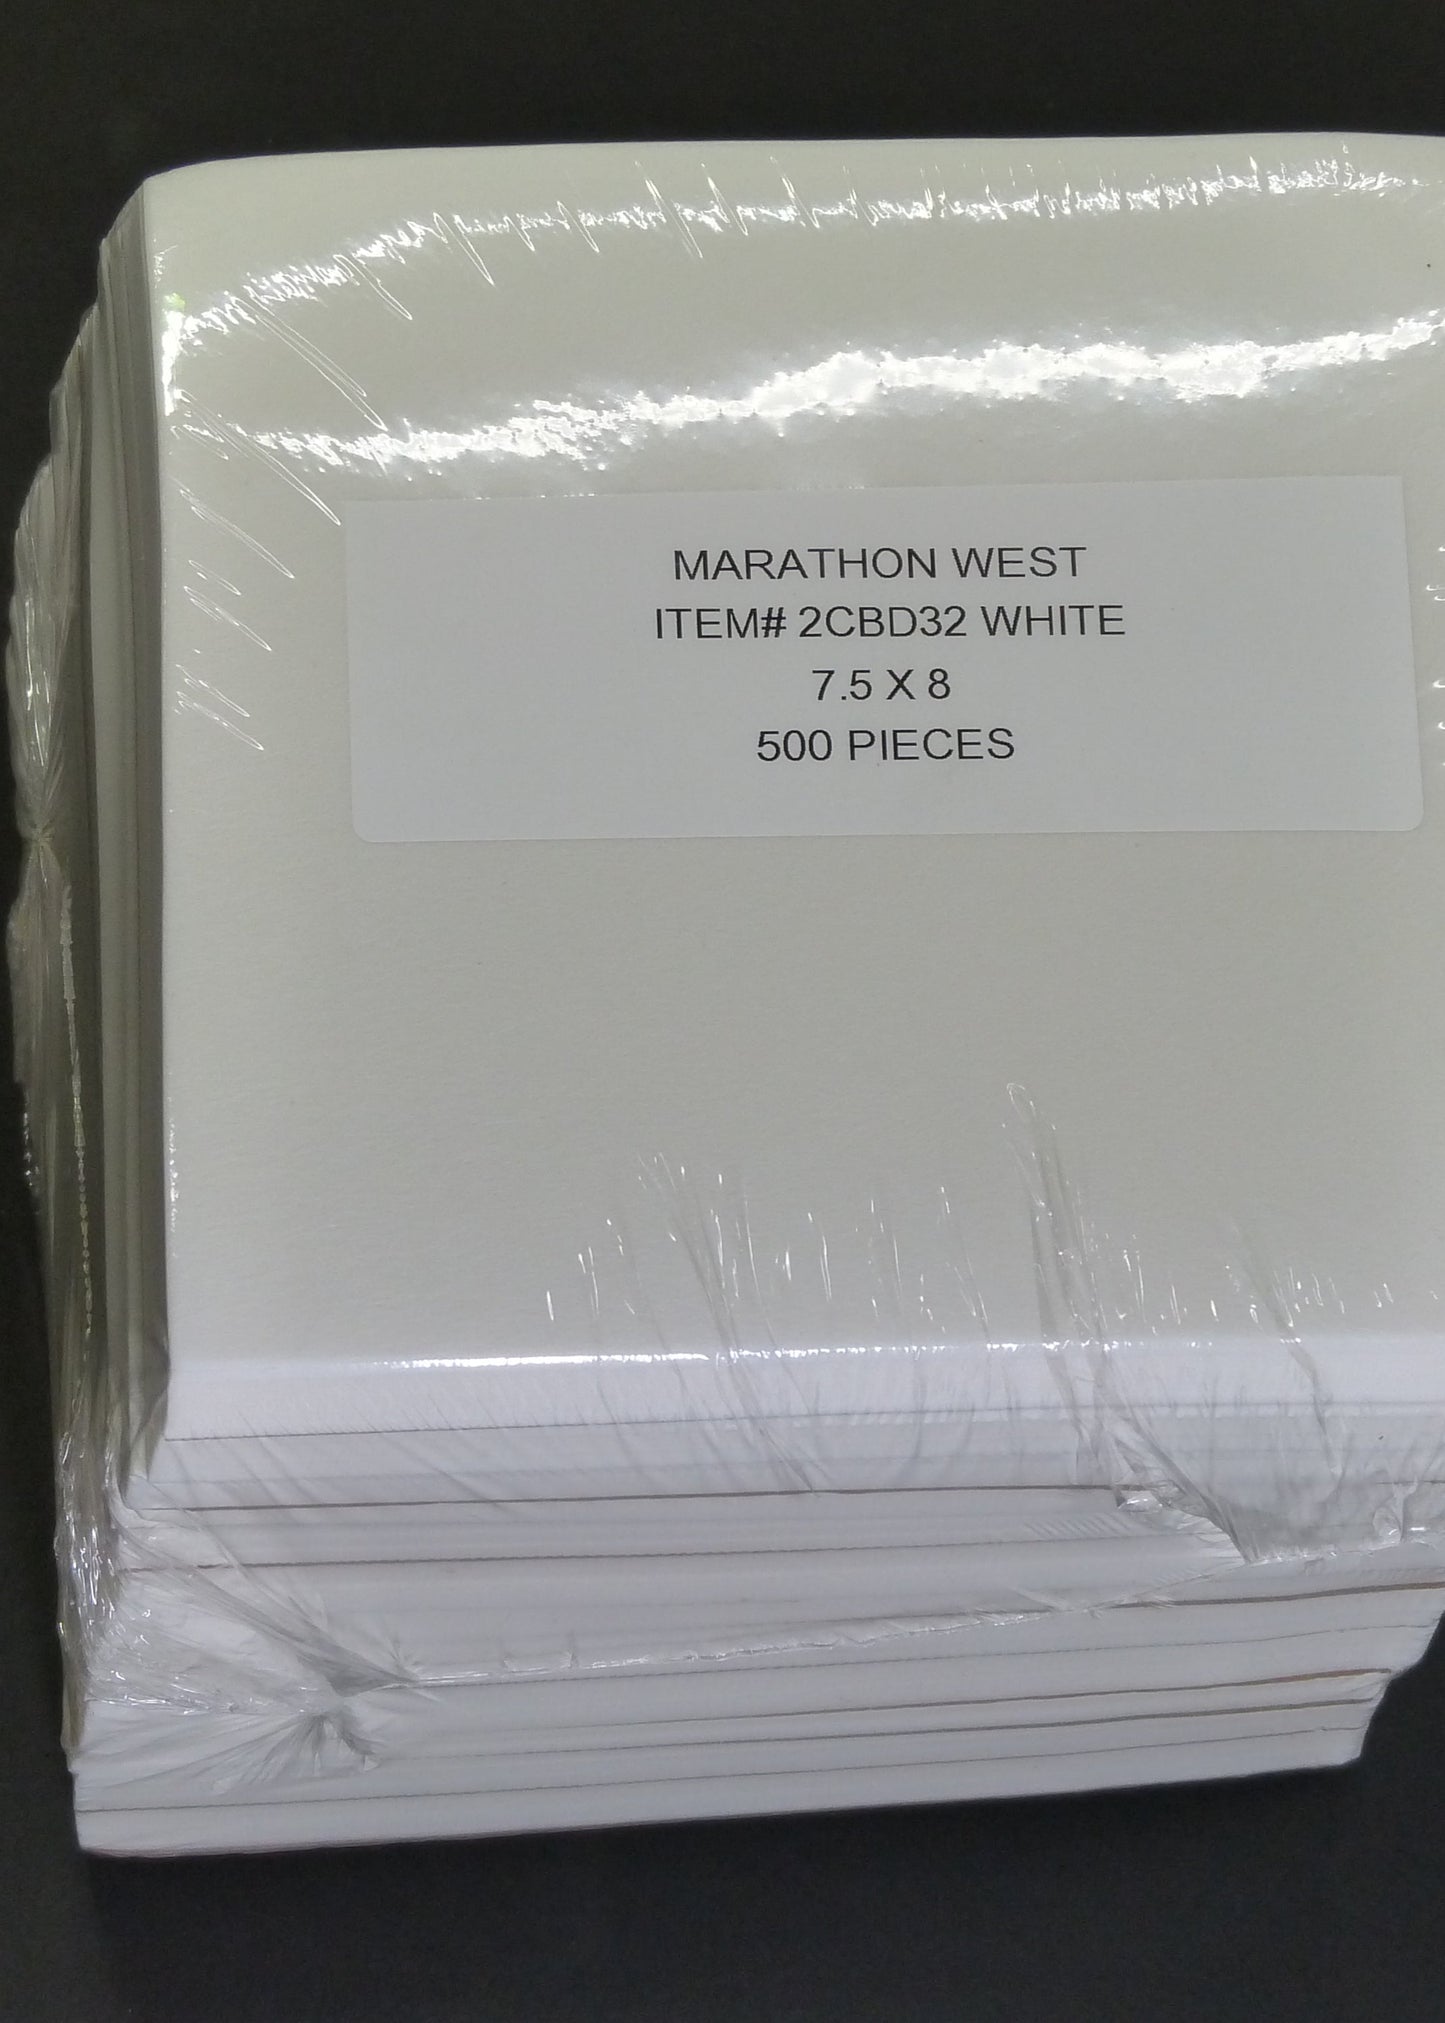 MARATHON WEST
ITEM# 2CBD32 WHITE
7.5 X 8
500 PIECES